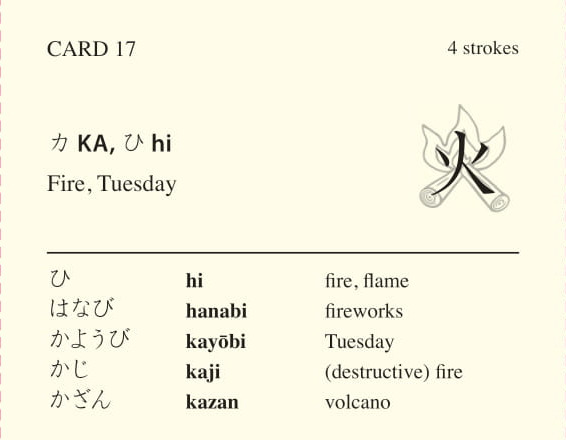 CARD 17 4 strokes
カ KA, ひ hi
Fire, Tuesday
火
ひ hi fire, flame
はなび hanabi fireworks
かようび kayōbi Tuesday
かじ kaji (destructive) fire
かざん kazan volcano